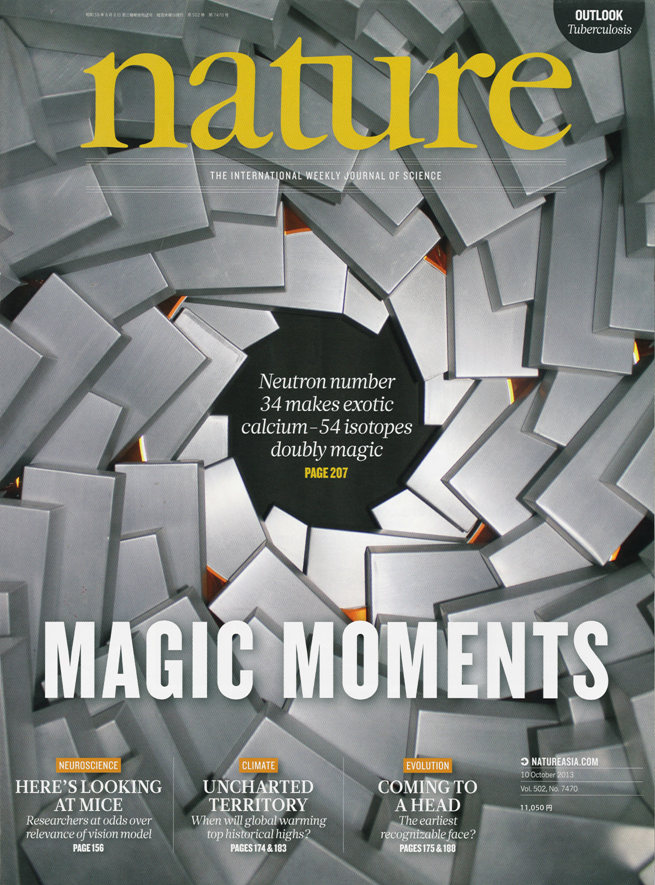 OUTLOOK
Tuberculosis
nature
THE INTERNATIONAL WEEKLY JOURNAL OF SCIENCE
Neutron number
34 makes exotic
calcium–54 isotopes
doubly magic
PAGE 207
MAGIC MOMENTS
NEUROSCIENCE
HERE'S LOOKING
AT MICE
Researchers at odds over
relevance of vision model
PAGE 156
CLIMATE
UNCHARTED
TERRITORY
When will global warming
top historical highs?
PAGES 174 & 183
EVOLUTION
COMING TO
A HEAD
The earliest
recognizable face?
PAGES 175 & 188
NATUREASIA.COM
10 October 2013
Vol. 502, No. 7470
11,050 円